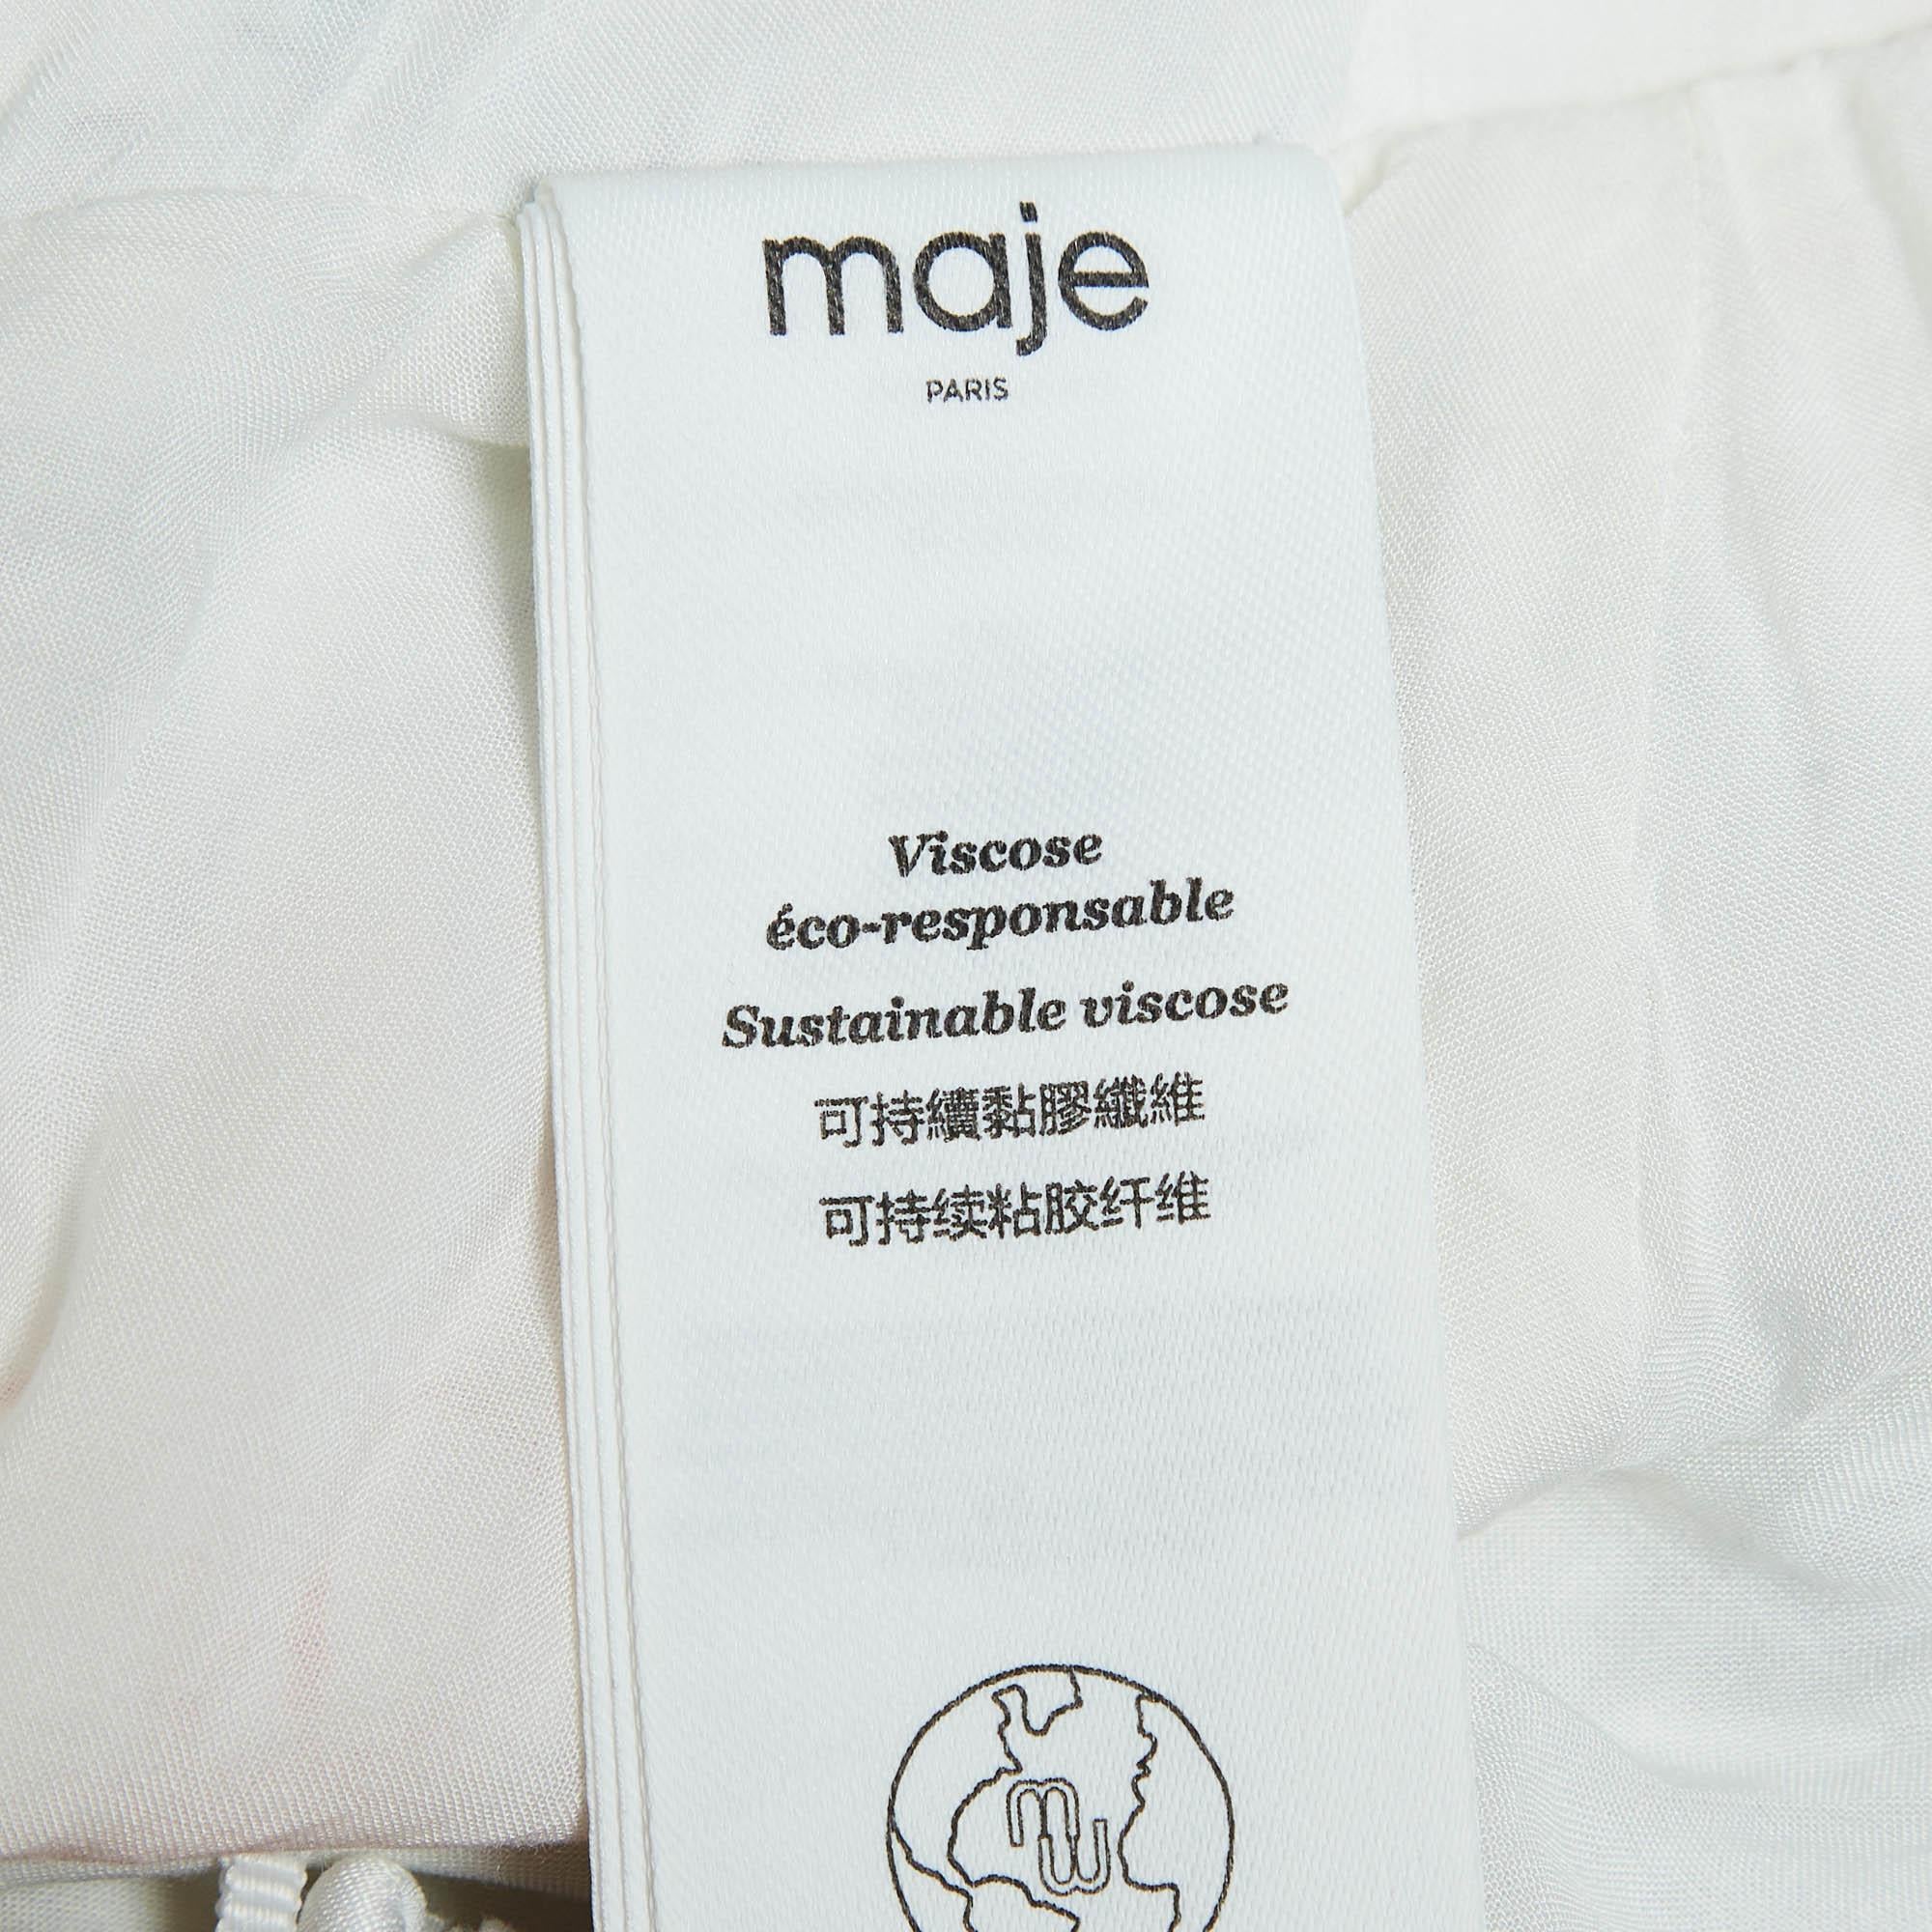 maje
PARIS
Viscose
éco-responsable
Sustainable viscose
可持續黏膠纖維
可持续粘胶纤维